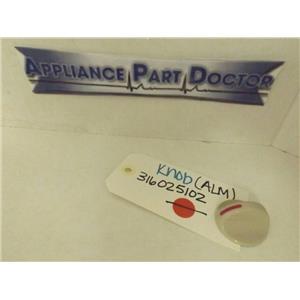 APPLIANCE PART DOCTOR
Knob (ALM)
316025102